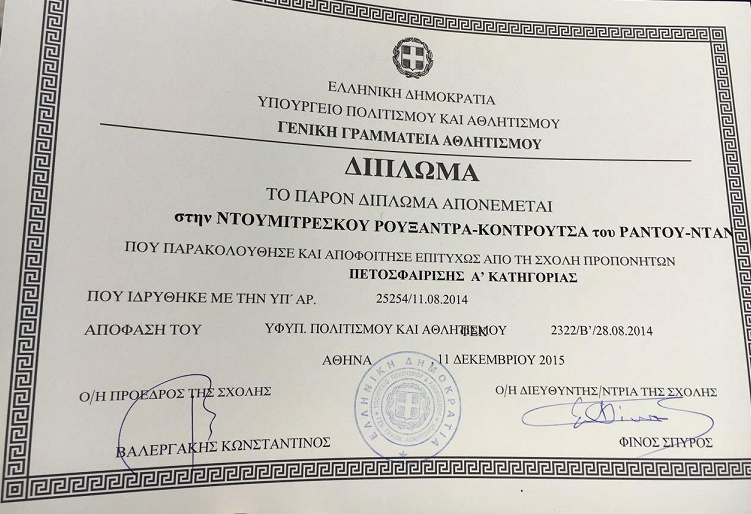 ΕΛΛΗΝΙΚΗ ΔΗΜΟΚΡΑΤΙΑ
ΥΠΟΥΡΓΕΙΟ ΠΟΛΙΤΙΣΜΟΥ ΚΑΙ ΑΘΛΗΤΙΣΜΟΥ
ΓΕΝΙΚΗ ΓΡΑΜΜΑΤΕΙΑ ΑΘΛΗΤΙΣΜΟΥ
ΔΙΠΛΩΜΑ
ΤΟ ΠΑΡΟΝ ΔΙΠΛΩΜΑ ΑΠΟΝΕΜΕΤΑΙ
στην ΝΤΟΥΜΙΤΡΕΣΚΟΥ ΡΟΥΞΑΝΤΡΑ-ΚΟΝΤΡΟΥΤΣΑ του ΡΑΝΤΟΥ-ΝΤΑΝ
ΠΟΥ ΠΑΡΑΚΟΛΟΥΘΗΣΕ ΚΑΙ ΑΠΟΦΟΙΤΗΣΕ ΕΠΙΤΥΧΩΣ ΑΠΟ ΤΗ ΣΧΟΛΗ ΠΡΟΠΟΝΗΤΩΝ
ΠΕΤΟΣΦΑΙΡΙΣΗΣ Α' ΚΑΤΗΓΟΡΙΑΣ
ΠΟΥ ΙΔΡΥΘΗΚΕ ΜΕ ΤΗΝ ΥΠ΄ ΑΡ. 25254/11.08.2014
ΑΠΟΦΑΣΗ ΤΟΥ ΥΦΥΠ. ΠΟΛΙΤΙΣΜΟΥ ΚΑΙ ΑΘΛΗΤΙΣΜΟΥ ΦΕΚ 2322/Β'/28.08.2014
ΑΘΗΝΑ 11 ΔΕΚΕΜΒΡΙΟΥ 2015
Ο/Η ΠΡΟΕΔΡΟΣ ΤΗΣ ΣΧΟΛΗΣ Ο/Η ΔΙΕΥΘΥΝΤΗΣ/ΝΤΡΙΑ ΤΗΣ ΣΧΟΛΗΣ
ΕΛΛΗΝΙΚΗ ΔΗΜΟΚΡΑΤΙΑ
ΒΑΛΕΡΓΑΚΗΣ ΚΩΝΣΤΑΝΤΙΝΟΣ ΦΙΝΟΣ ΣΠΥΡΟΣ